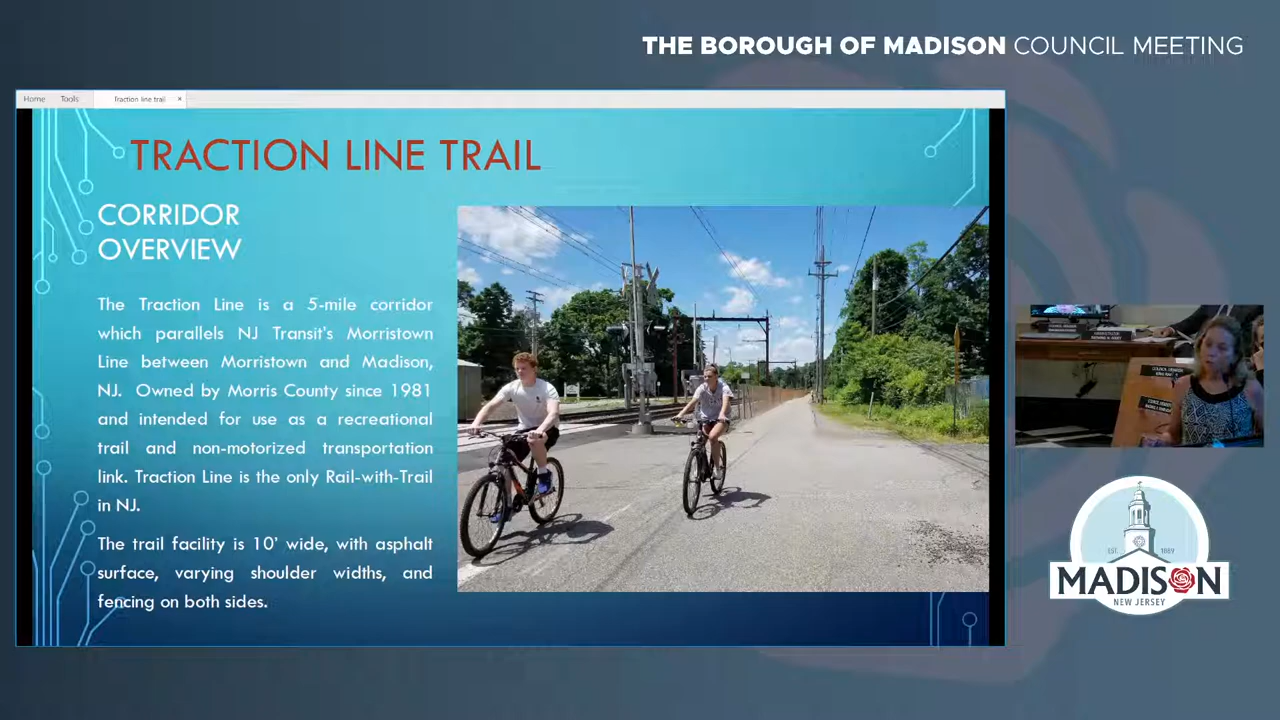 THE BOROUGH OF MADISON COUNCIL MEETING
Home Tools Traction line trail ×
TRACTION LINE TRAIL
CORRIDOR
OVERVIEW
The Traction Line is a 5-mile corridor
which parallels NJ Transit's Morristown
Line between Morristown and Madison,
NJ. Owned by Morris County since 1981
and intended for use as a recreational
trail and non-motorized transportation
link. Traction Line is the only Rail-with-Trail
in NJ.
The trail facility is 10' wide, with asphalt
surface, varying shoulder widths, and
fencing on both sides.
EST. 1889
MADISON
NEW JERSEY